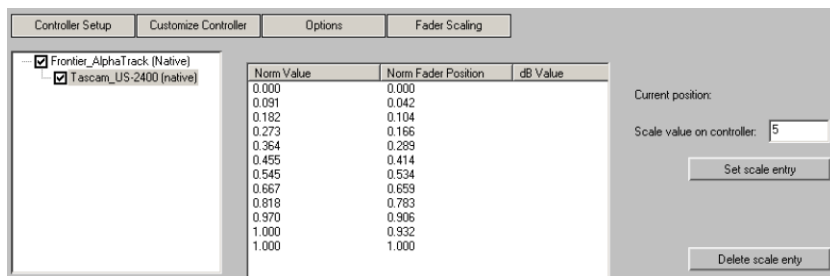 Controller Setup Customize Controller Options Fader Scaling
Frontier_AlphaTrack (Native)
Tascam_US-2400 (native)
Norm Value Norm Fader Position dB Value
0.000 0.000
0.091 0.042
0.182 0.104
0.273 0.166
0.364 0.289
0.455 0.414
0.545 0.534
0.667 0.659
0.818 0.783
0.970 0.906
1.000 0.932
1.000 1.000
Current position:
Scale value on controller: 5
Set scale entry
Delete scale enty